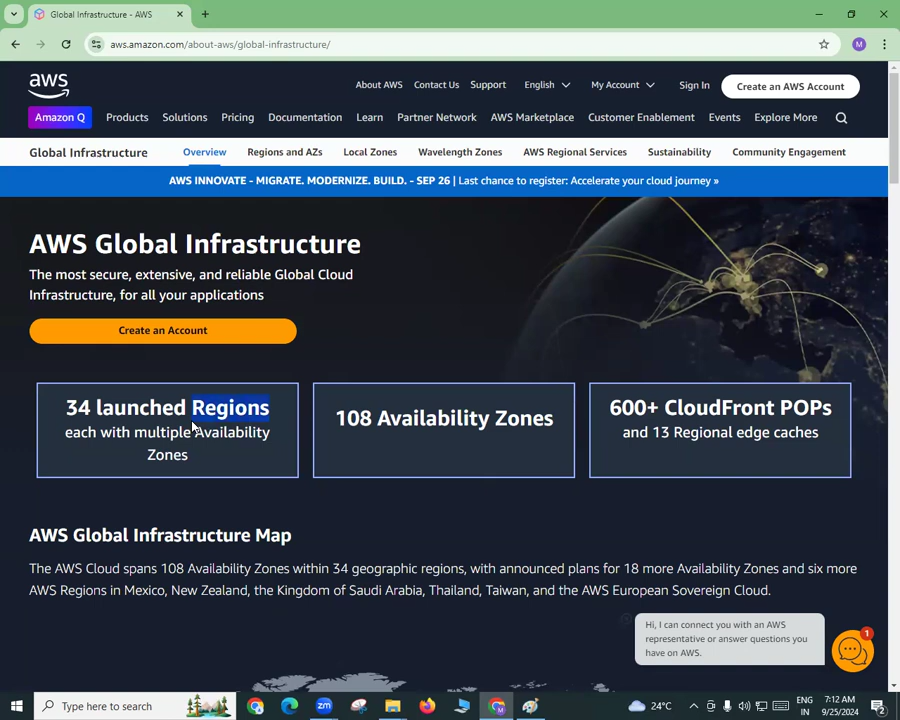 Global Infrastructure - AWS
aws.amazon.com/about-aws/global-infrastructure/
M
aws
About AWS Contact Us Support English My Account Sign In Create an AWS Account
Amazon Q Products Solutions Pricing Documentation Learn Partner Network AWS Marketplace Customer Enablement Events Explore More
Global Infrastructure Overview Regions and AZs Local Zones Wavelength Zones AWS Regional Services Sustainability Community Engagement
AWS INNOVATE - MIGRATE. MODERNIZE. BUILD. - SEP 26 | Last chance to register: Accelerate your cloud journey »
AWS Global Infrastructure
The most secure, extensive, and reliable Global Cloud
Infrastructure, for all your applications
Create an Account
34 launched Regions
each with multiple Availability
Zones
108 Availability Zones
600+ CloudFront POPs
and 13 Regional edge caches
AWS Global Infrastructure Map
The AWS Cloud spans 108 Availability Zones within 34 geographic regions, with announced plans for 18 more Availability Zones and six more
AWS Regions in Mexico, New Zealand, the Kingdom of Saudi Arabia, Thailand, Taiwan, and the AWS European Sovereign Cloud.
Hi, I can connect you with an AWS
representative or answer questions you
have on AWS.
1
Type here to search
zm
M
24°C
ENG
IN
7:12 AM
9/25/2024
2